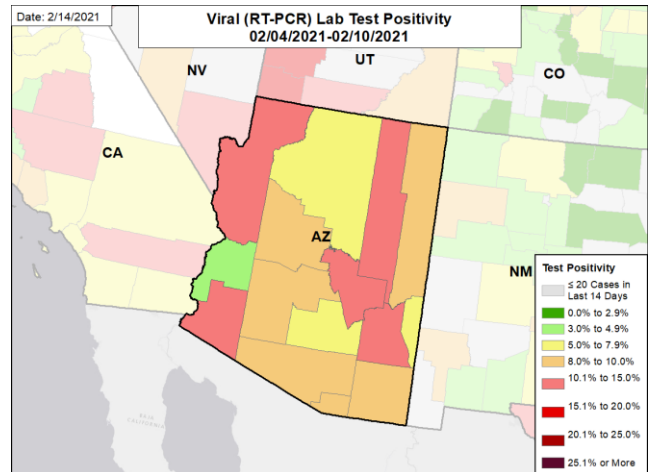 Date: 2/14/2021
Viral (RT-PCR) Lab Test Positivity
02/04/2021-02/10/2021
NV
UT
CO
CA
AZ
NM
BAJA
CALIFORNIA
Test Positivity
≤ 20 Cases in
Last 14 Days
0.0% to 2.9%
3.0% to 4.9%
5.0% to 7.9%
8.0% to 10.0%
10.1% to 15.0%
15.1% to 20.0%
20.1% to 25.0%
25.1% or More